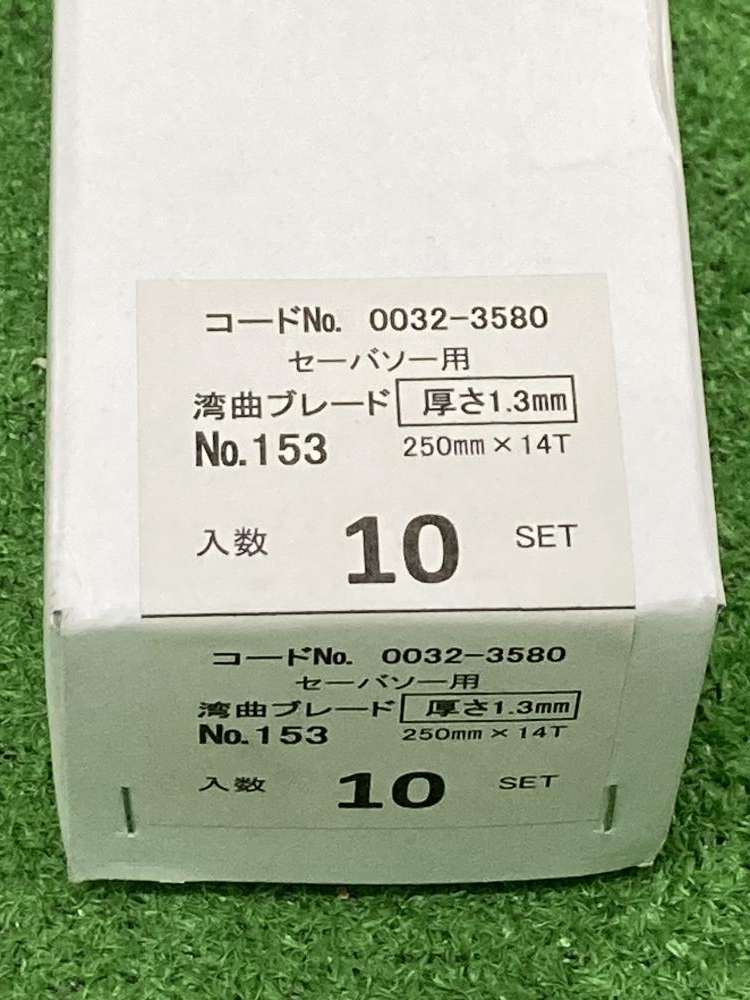 コードNo. 0032-3580
セーバソー用
湾曲ブレード 厚さ1.3mm
No.153 250mm×14T
入数 10 SET
コードNo. 0032-3580
セーバソー用
湾曲ブレード 厚さ1.3mm
No.153 250mm×14T
入数 10 SET